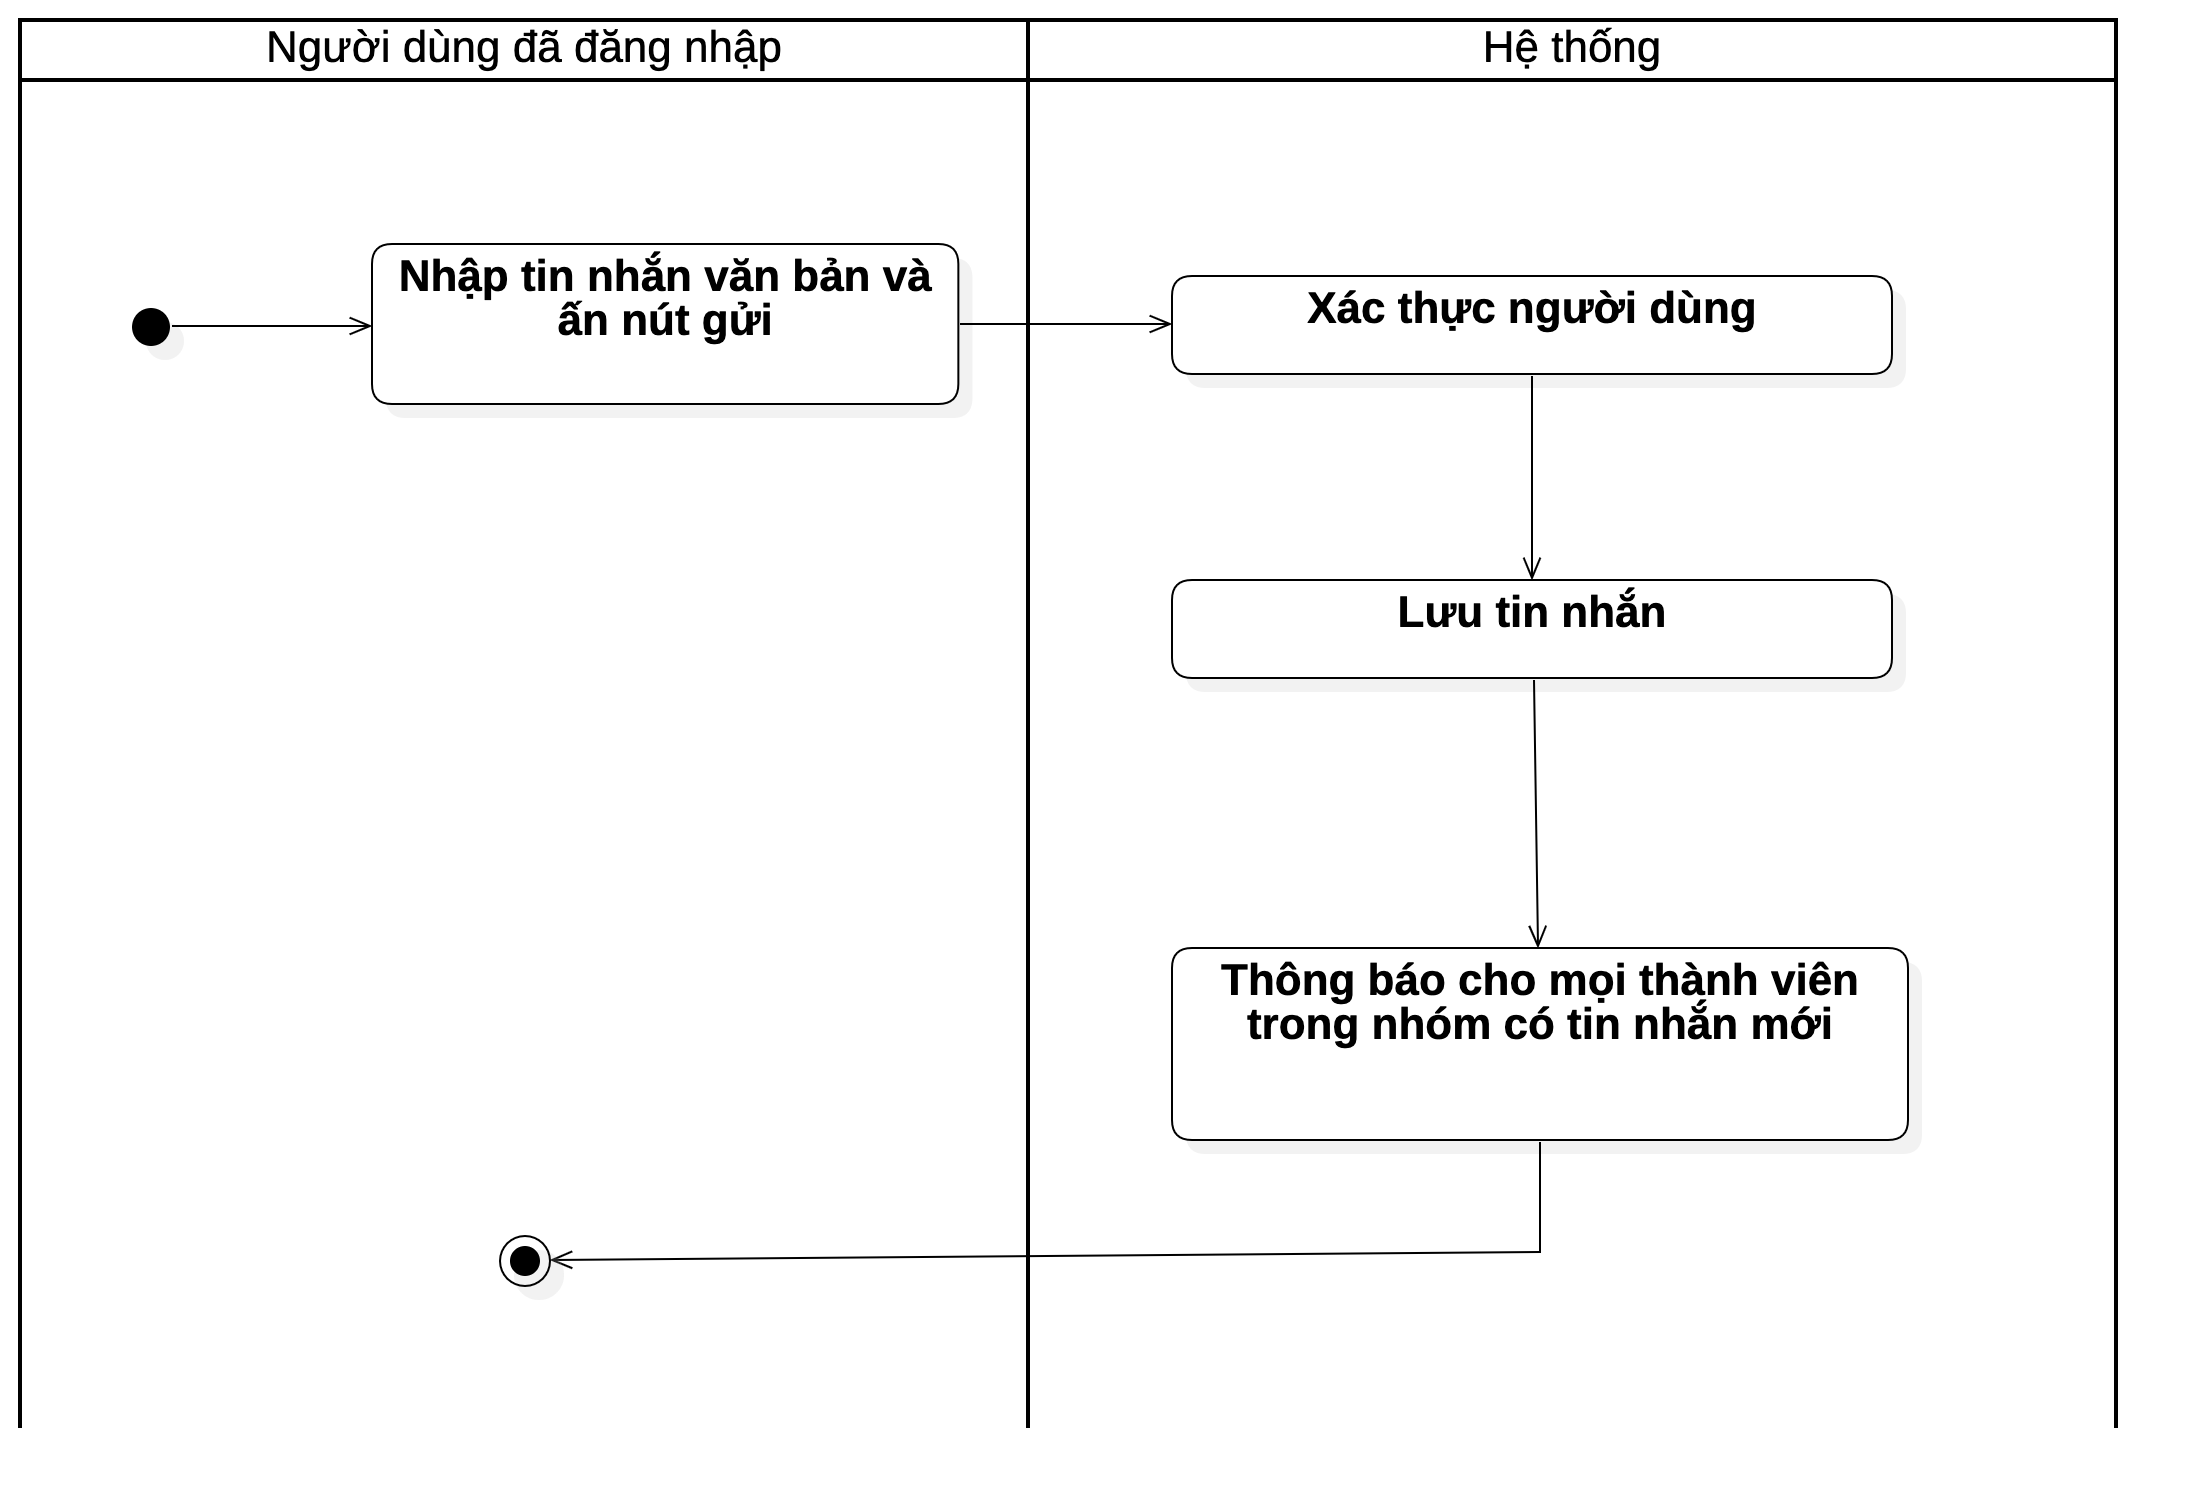 Người dùng đã đăng nhập
Hệ thống
Nhập tin nhắn văn bản và
ấn nút gửi
Xác thực người dùng
Lưu tin nhắn
Thông báo cho mọi thành viên
trong nhóm có tin nhắn mới